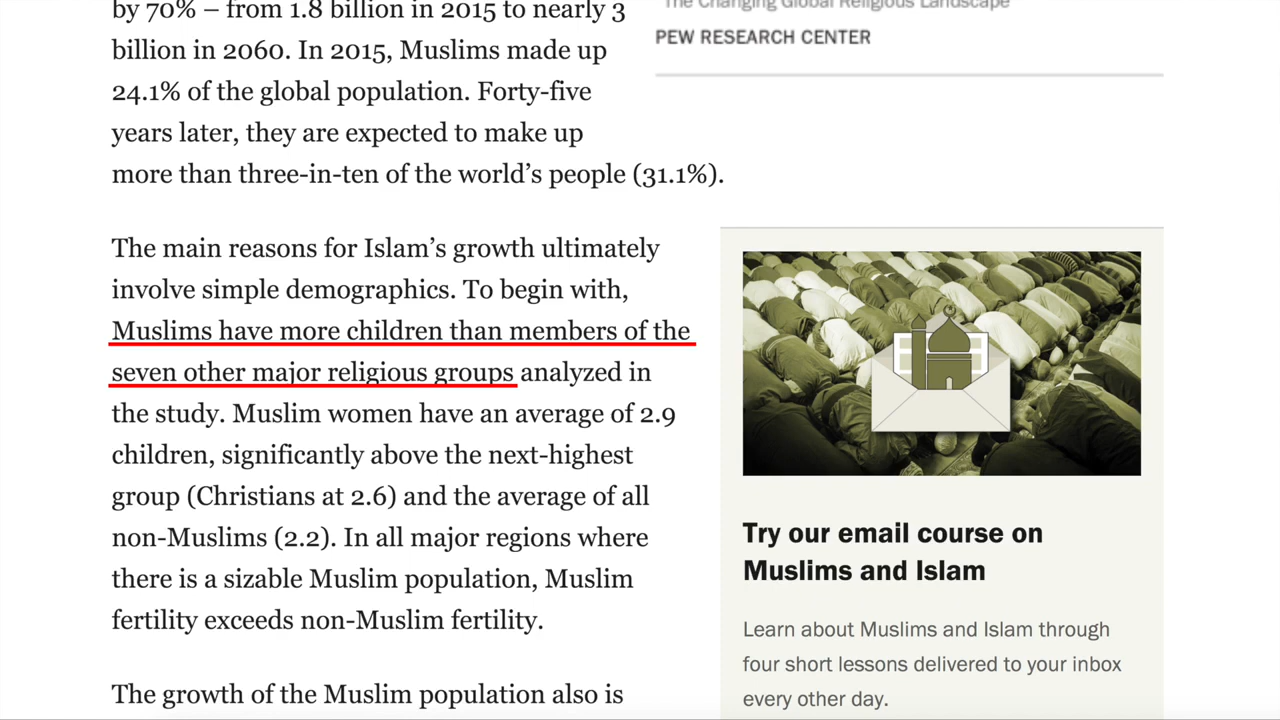 by 70% – from 1.8 billion in 2015 to nearly 3
billion in 2060. In 2015, Muslims made up
24.1% of the global population. Forty-five
years later, they are expected to make up
more than three-in-ten of the world’s people (31.1%).
The main reasons for Islam’s growth ultimately
involve simple demographics. To begin with,
Muslims have more children than members of the
seven other major religious groups analyzed in
the study. Muslim women have an average of 2.9
children, significantly above the next-highest
group (Christians at 2.6) and the average of all
non-Muslims (2.2). In all major regions where
there is a sizable Muslim population, Muslim
fertility exceeds non-Muslim fertility.
The growth of the Muslim population also is
"The Changing Global Religious Landscape"
PEW RESEARCH CENTER
Try our email course on
Muslims and Islam
Learn about Muslims and Islam through
four short lessons delivered to your inbox
every other day.